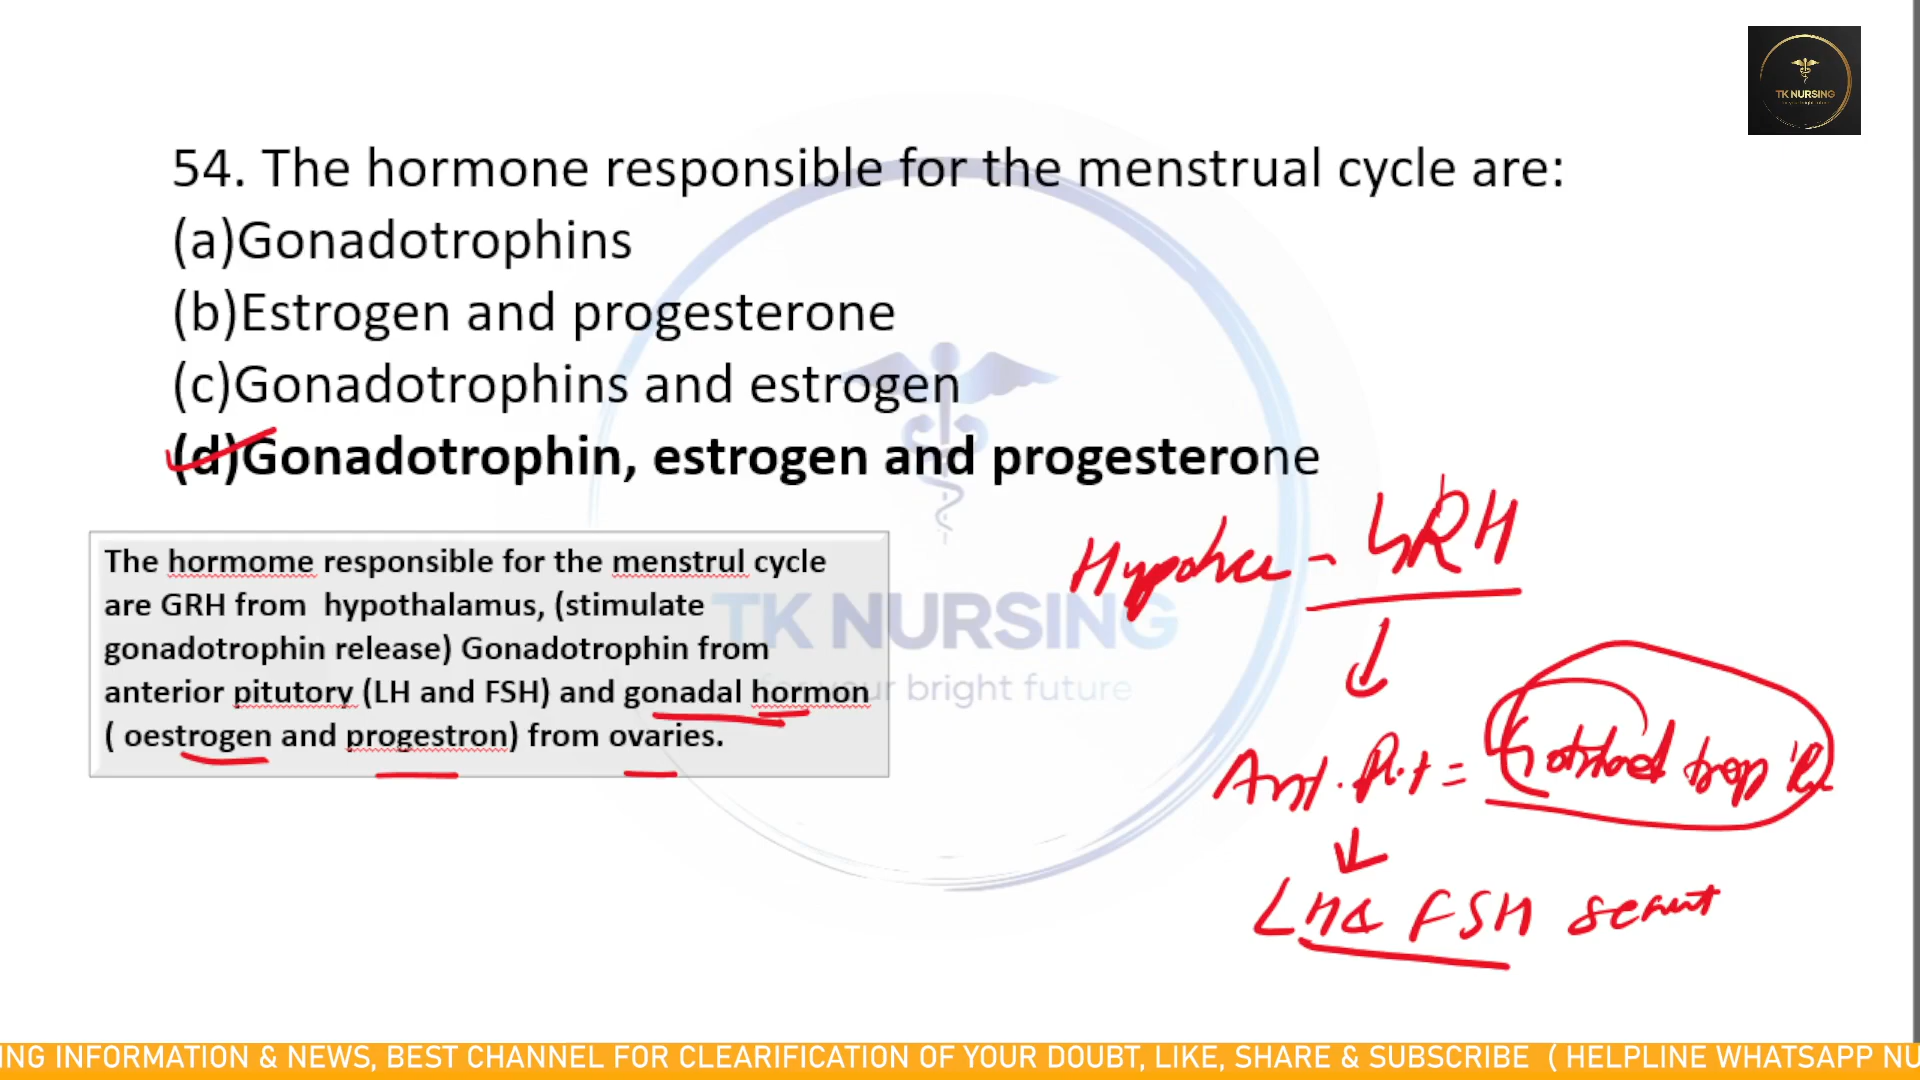 TK NURSING
54. The hormone responsible for the menstrual cycle are:
(a)Gonadotrophins
(b)Estrogen and progesterone
(c)Gonadotrophins and estrogen
(d)Gonadotrophin, estrogen and progesterone
The hormome responsible for the menstrul cycle
are GRH from hypothalamus, (stimulate
gonadotrophin release) Gonadotrophin from
anterior pitutory (LH and FSH) and gonadal hormon
( oestrogen and progestron) from ovaries.
TK NURSING
your bright future
GRH
Ant. Pit =
LH & FSH
ING INFORMATION & NEWS, BEST CHANNEL FOR CLEARIFICATION OF YOUR DOUBT, LIKE, SHARE & SUBSCRIBE ( HELPLINE WHATSAPP NU